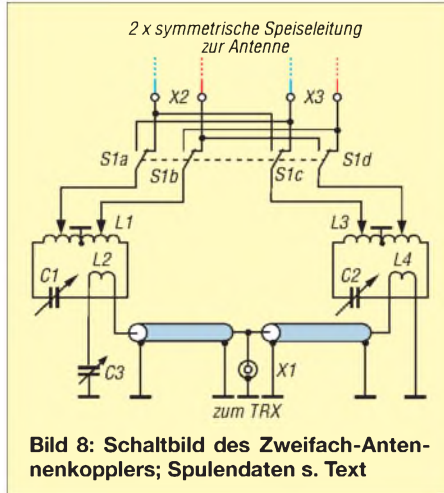 2 x symmetrische Speiseleitung
zur Antenne
X2
X3
S1a
S1b
S1c
S1d
L1
L3
L2
L4
C1
C2
C3
X1
zum TRX
Bild 8: Schaltbild des Zweifach-Anten-
nenkopplers; Spulendaten s. Text